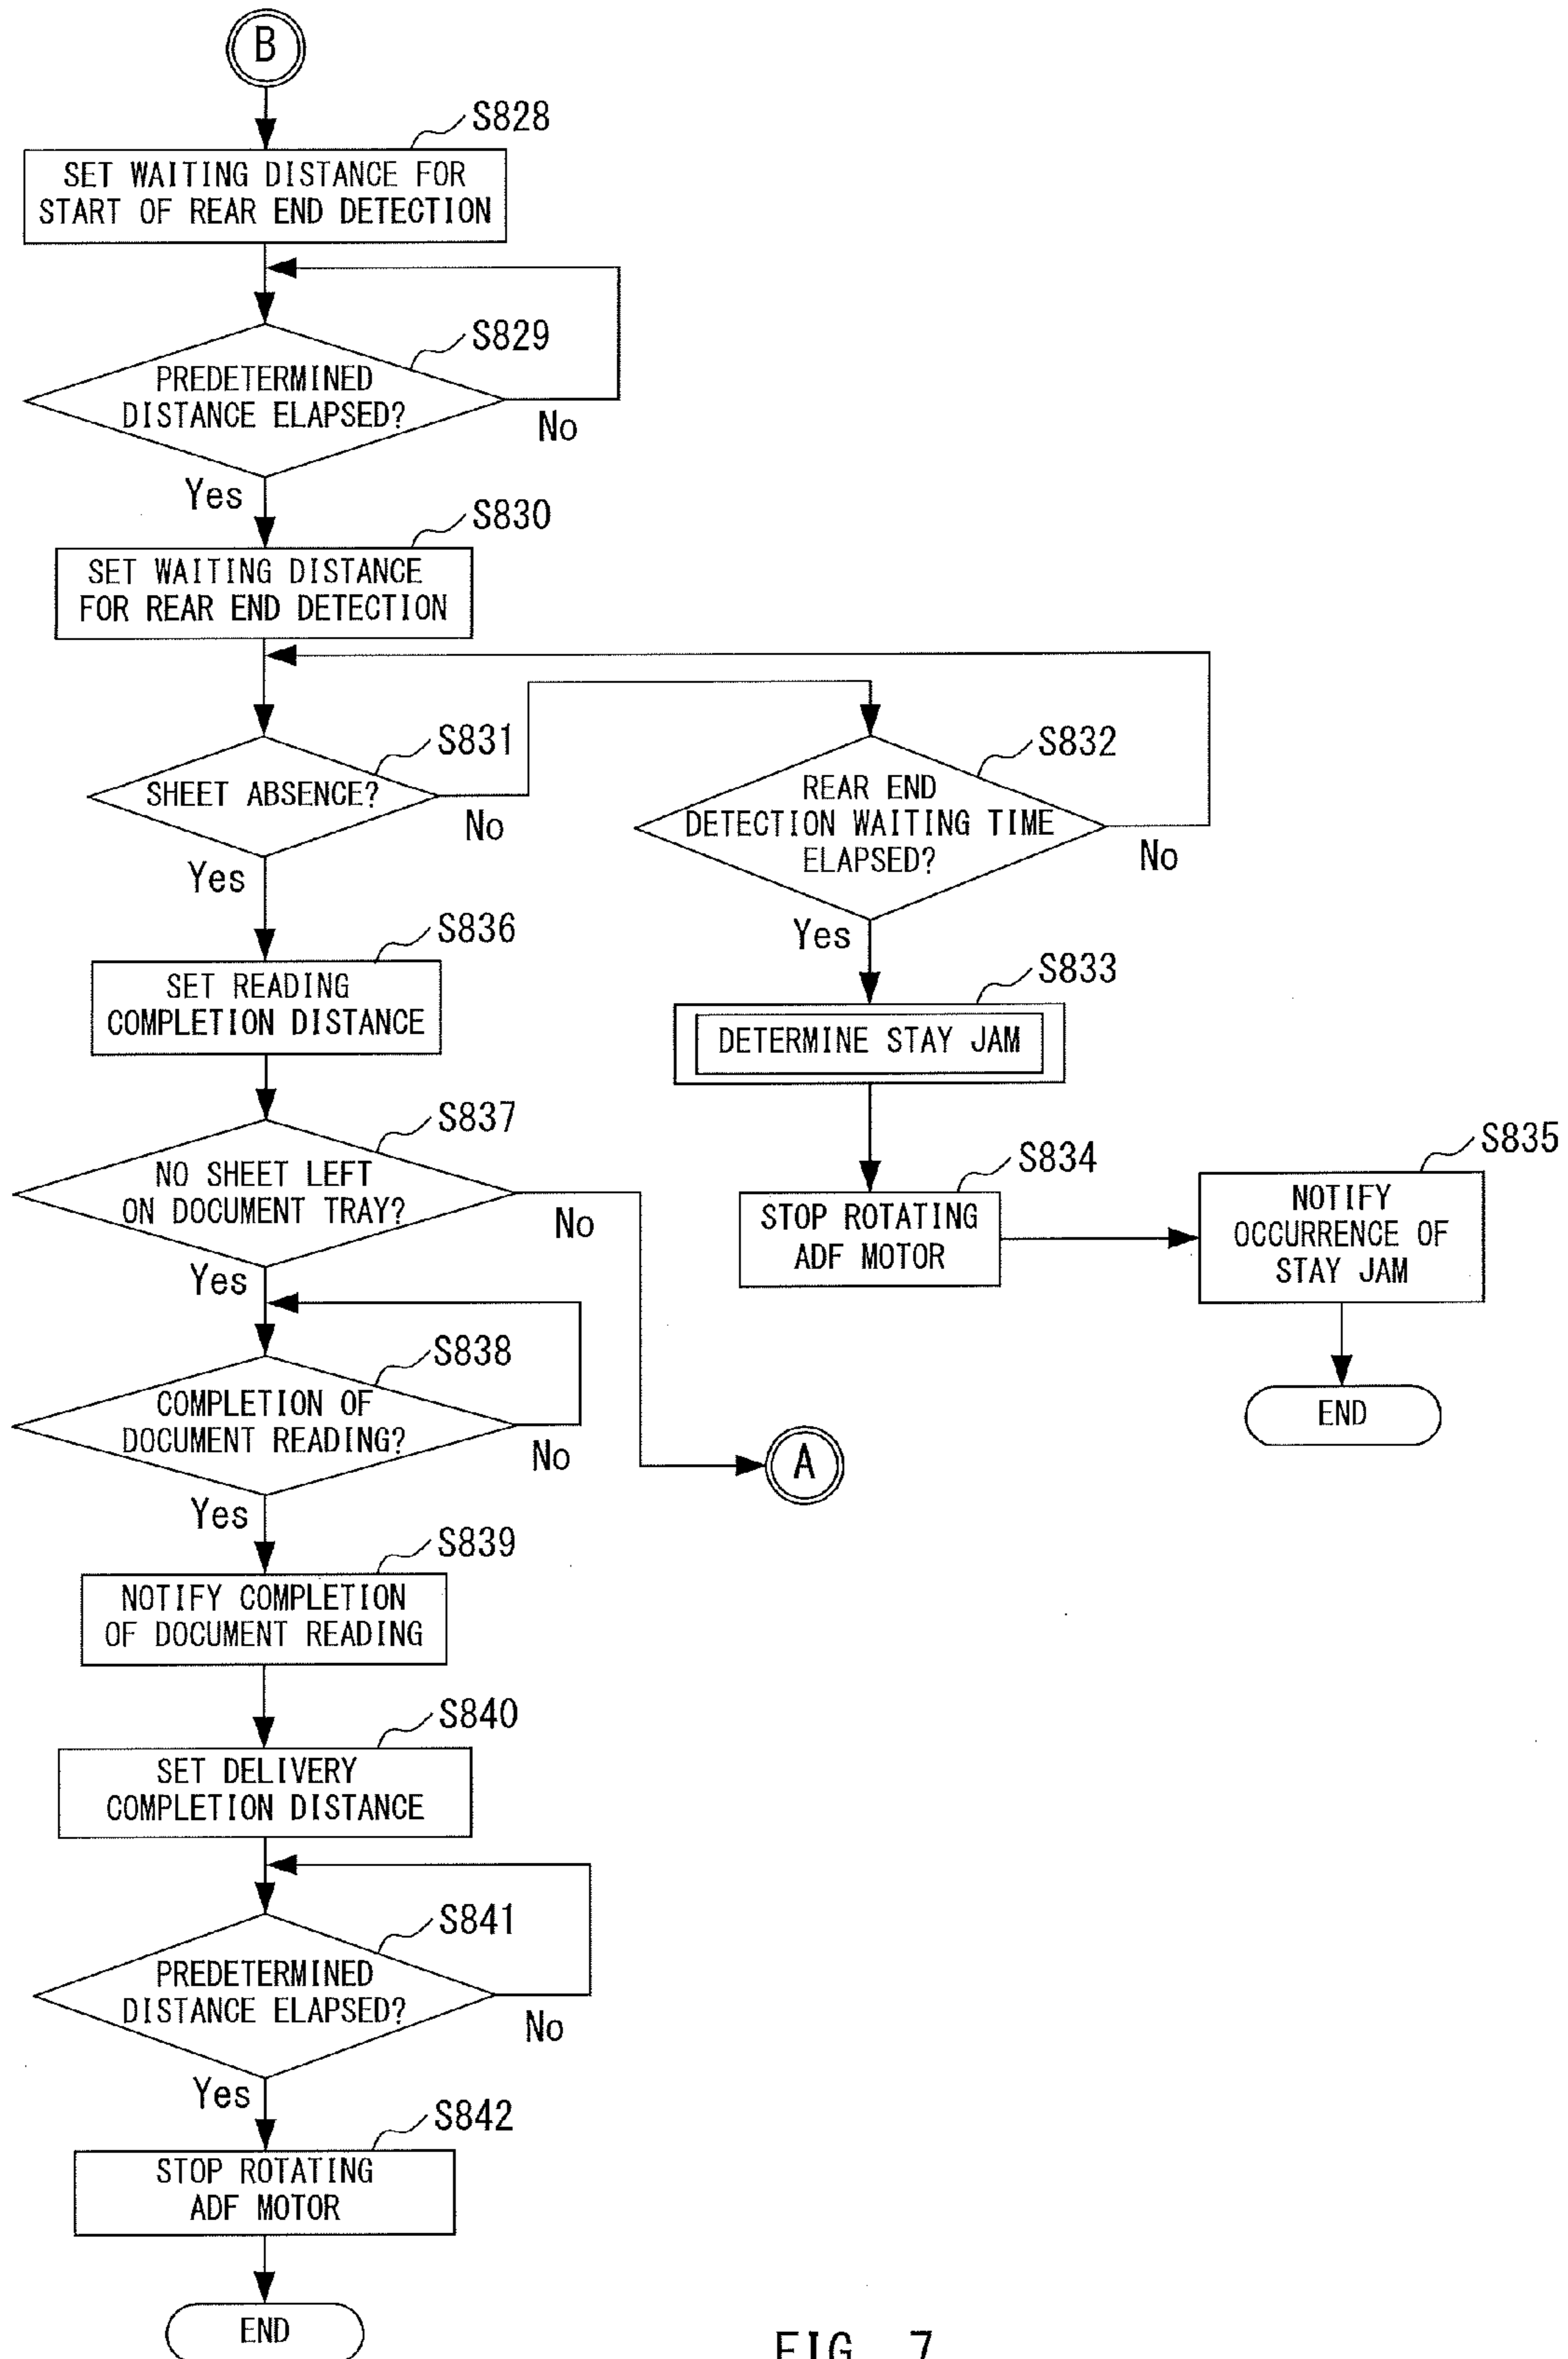 B
S828
SET WAITING DISTANCE FOR
START OF REAR END DETECTION
S829
PREDETERMINED
DISTANCE ELAPSED?
No
Yes
S830
SET WAITING DISTANCE
FOR REAR END DETECTION
S831
SHEET ABSENCE?
No
Yes
S832
REAR END
DETECTION WAITING TIME
ELAPSED?
No
Yes
S833
DETERMINE STAY JAM
S834
STOP ROTATING
ADF MOTOR
S835
NOTIFY
OCCURRENCE OF
STAY JAM
END
S836
SET READING
COMPLETION DISTANCE
S837
NO SHEET LEFT
ON DOCUMENT TRAY?
No
Yes
A
S838
COMPLETION OF
DOCUMENT READING?
No
Yes
S839
NOTIFY COMPLETION
OF DOCUMENT READING
S840
SET DELIVERY
COMPLETION DISTANCE
S841
PREDETERMINED
DISTANCE ELAPSED?
No
Yes
S842
STOP ROTATING
ADF MOTOR
END
FIG. 7